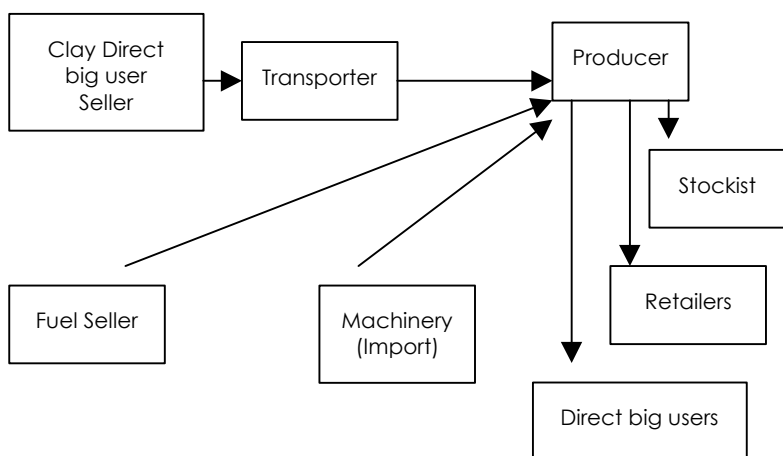 Clay Direct
big user
Seller
Transporter
Producer
Stockist
Retailers
Fuel Seller
Machinery
(Import)
Direct big users